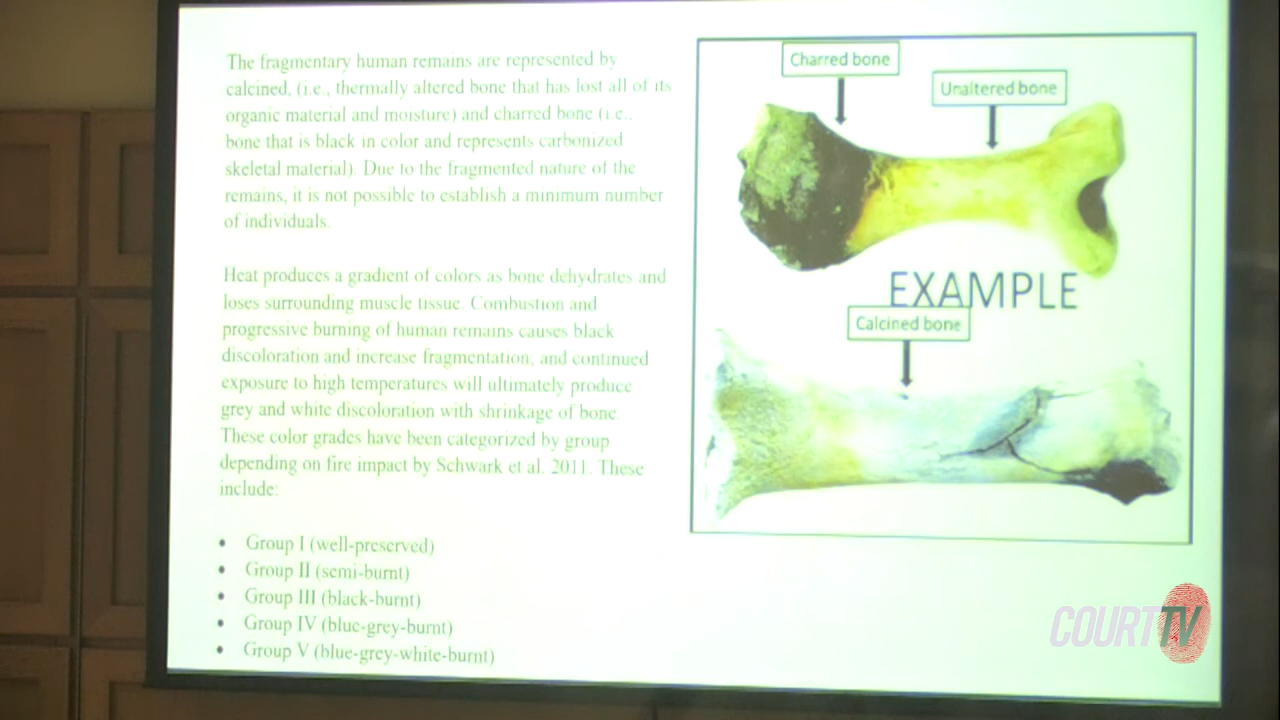 The fragmentary human remains are represented by
calcined, (i.e., thermally altered bone that has lost all of its
organic material and moisture) and charred bone (i.e.,
bone that is black in color and represents carbonized
skeletal material). Due to the fragmented nature of the
remains, it is not possible to establish a minimum number
of individuals.
Heat produces a gradient of colors as bone dehydrates and
loses surrounding muscle tissue. Combustion and
progressive burning of human remains causes black
discoloration and increase fragmentation, and continued
exposure to high temperatures will ultimately produce
grey and white discoloration with shrinkage of bone.
These color grades have been categorized by group
depending on fire impact by Schwark et al. 2011. These
include:
• Group I (well-preserved)
• Group II (semi-burnt)
• Group III (black-burnt)
• Group IV (blue-grey-burnt)
• Group V (blue-grey-white-burnt)
Charred bone
Unaltered bone
EXAMPLE
Calcined bone
COURT TV